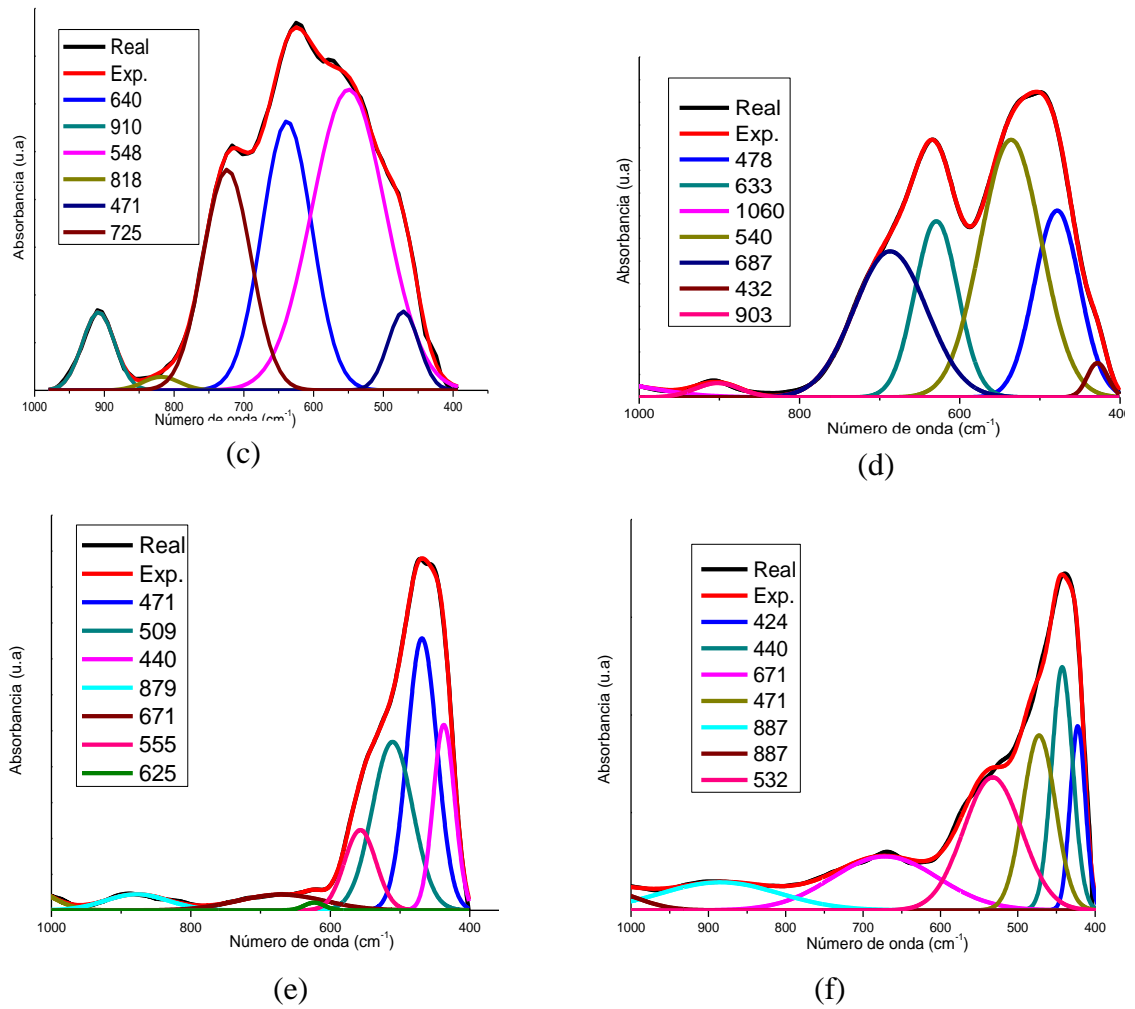 Real
Exp.
640
910
548
818
471
725
Absorbancia (u.a)
1000 900 800 700 600 500 400
Número de onda (cm-1)
(c)
Real
Exp.
478
633
1060
540
687
432
903
Absorbancia (u.a)
1000 800 600 400
Número de onda (cm-1)
(d)
Real
Exp.
471
509
440
879
671
555
625
Absorbancia (u.a)
1000 800 600 500 400
Número de onda (cm-1)
(e)
Real
Exp.
424
440
671
471
887
887
532
Absorbancia (u.a)
1000 900 800 700 600 500 400
Número de onda (cm-1)
(f)